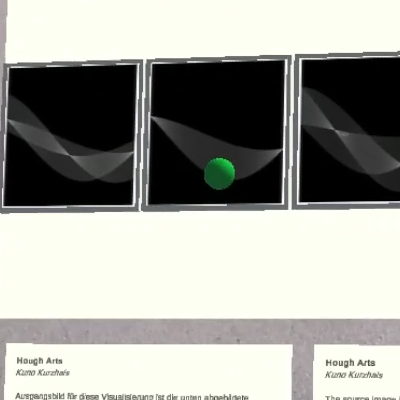 Hough Arts
Kuno Kurzhals
Ausgangsbild für diese Visualisierung ist die unten abgebildete
Hough Arts
Kuno Kurzhals
The source image